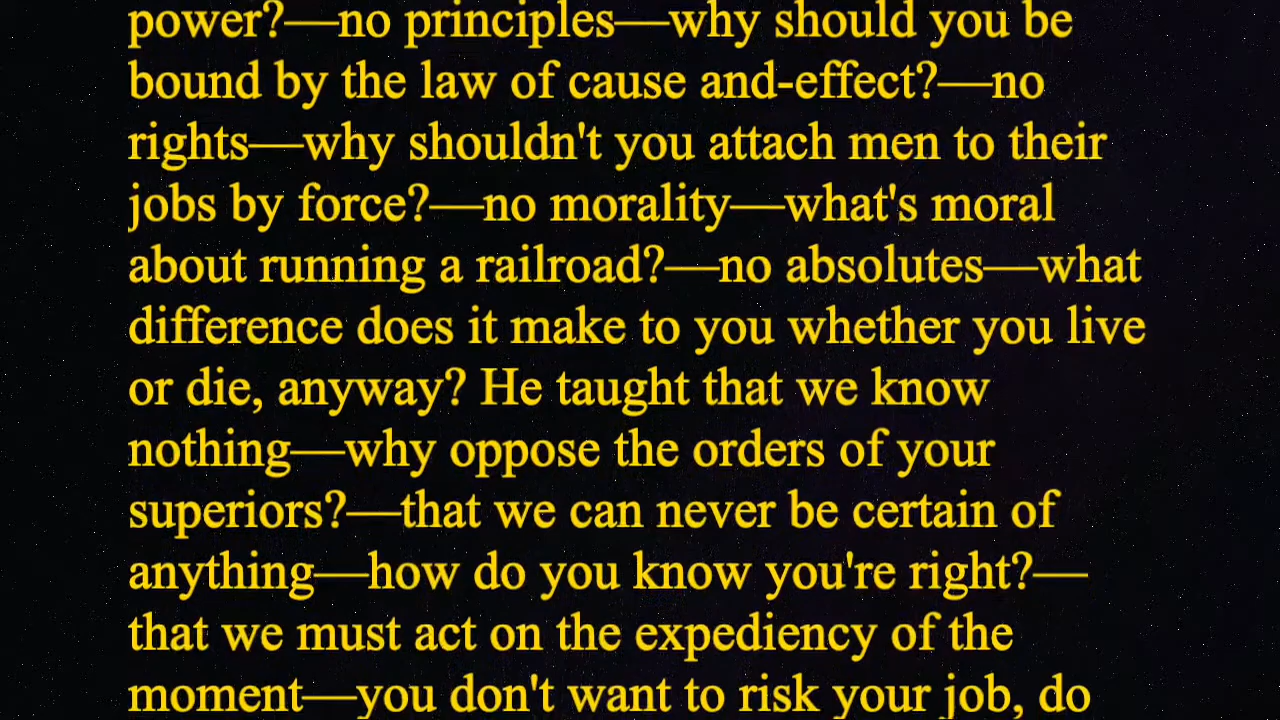 power?—no principles—why should you be
bound by the law of cause and-effect?—no
rights—why shouldn't you attach men to their
jobs by force?—no morality—what's moral
about running a railroad?—no absolutes—what
difference does it make to you whether you live
or die, anyway? He taught that we know
nothing—why oppose the orders of your
superiors?—that we can never be certain of
anything—how do you know you're right?—
that we must act on the expediency of the
moment—you don't want to risk your job, do